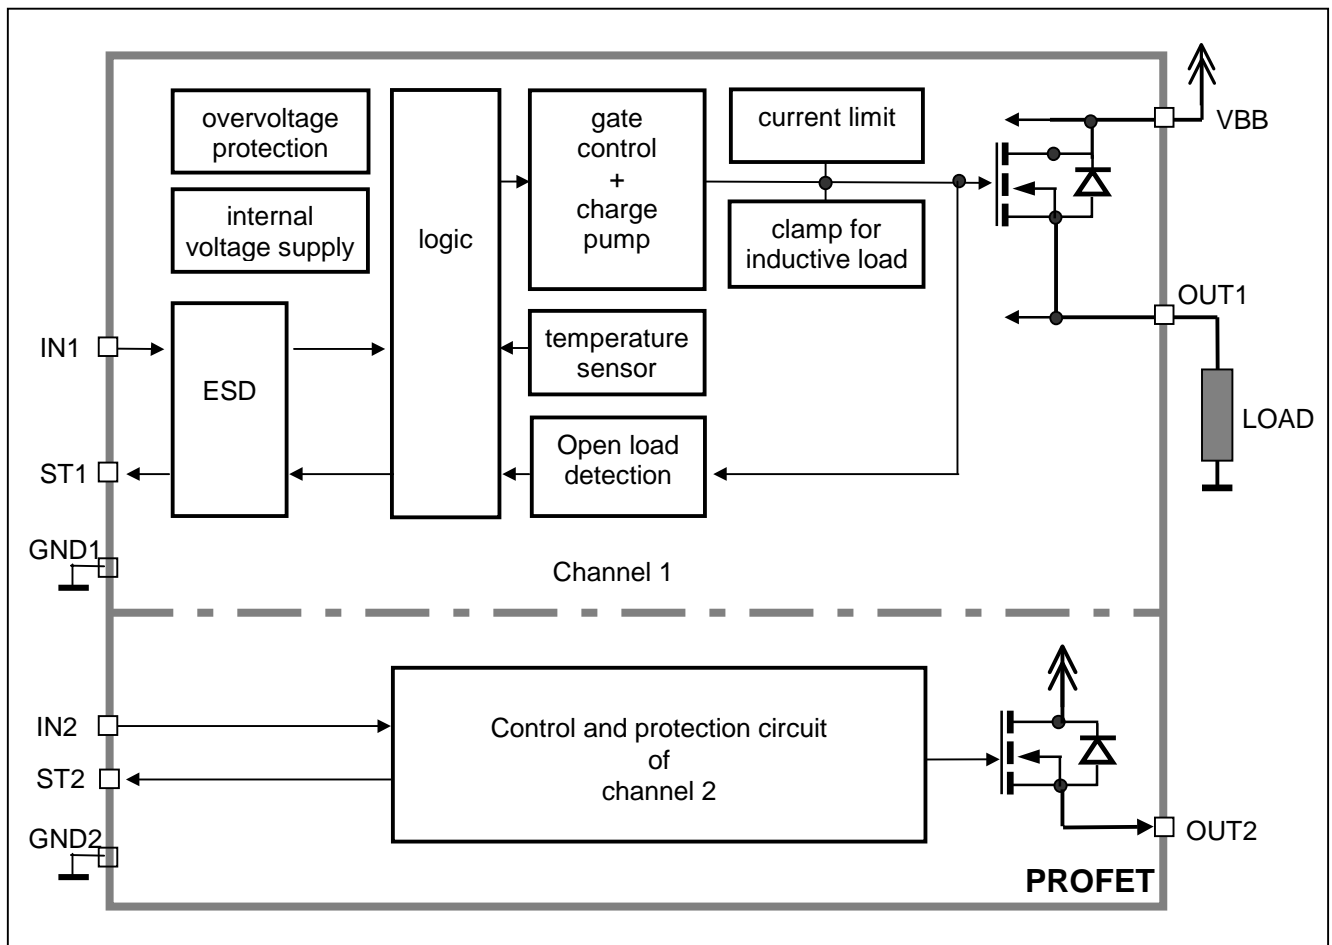 overvoltage
protection
internal
voltage supply
logic
gate
control
+
charge
pump
current limit
clamp for
inductive load
VBB
OUT1
LOAD
IN1
ESD
temperature
sensor
ST1
Open load
detection
GND1
Channel 1
IN2
ST2
GND2
Control and protection circuit
of
channel 2
OUT2
PROFET